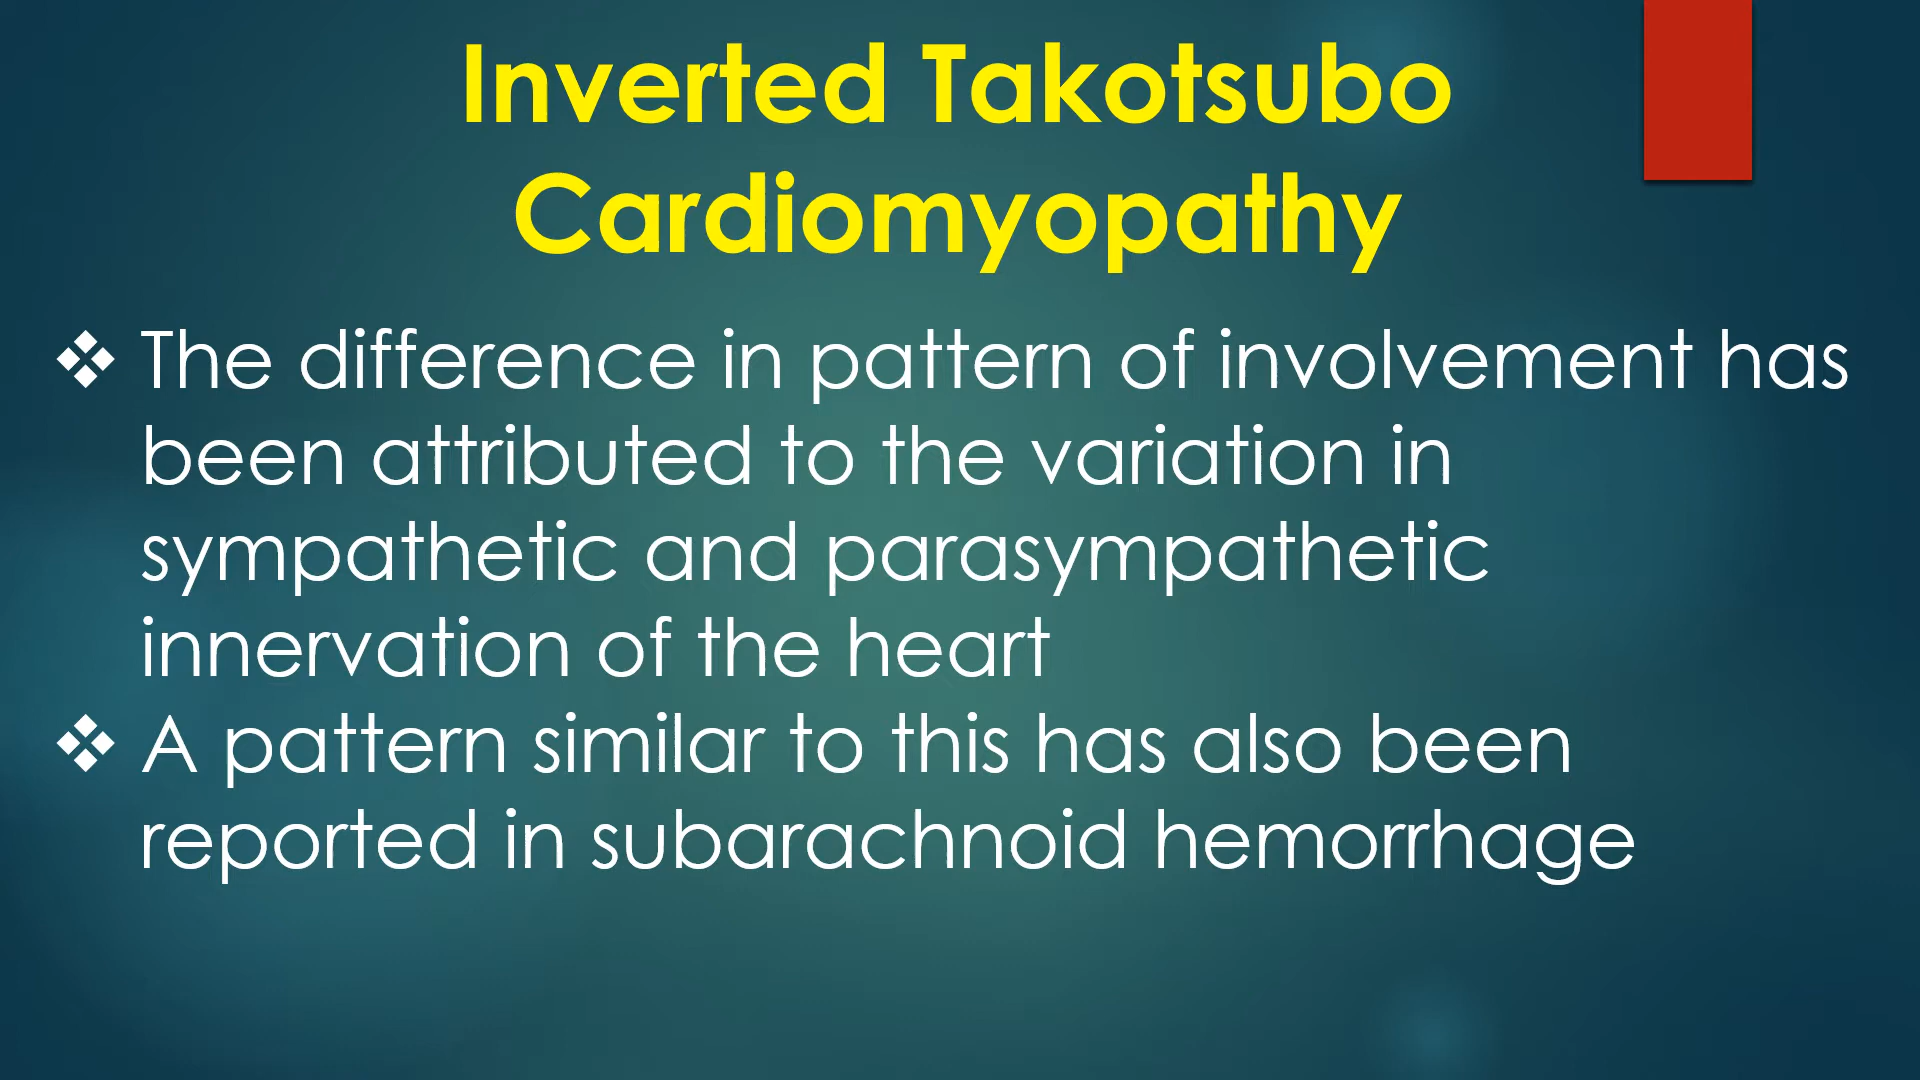 Inverted Takotsubo
Cardiomyopathy
❖ The difference in pattern of involvement has
been attributed to the variation in
sympathetic and parasympathetic
innervation of the heart
❖ A pattern similar to this has also been
reported in subarachnoid hemorrhage